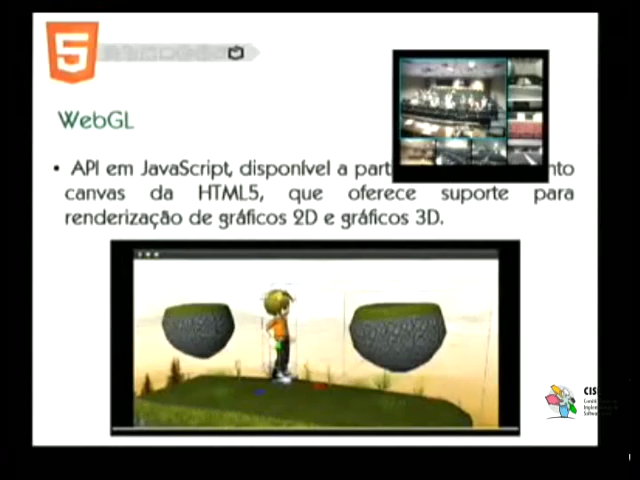 5
WebGL
• API em JavaScript, disponível a part nto
canvas da HTML5, que oferece suporte para
renderização de gráficos 2D e gráficos 3D.
CIS